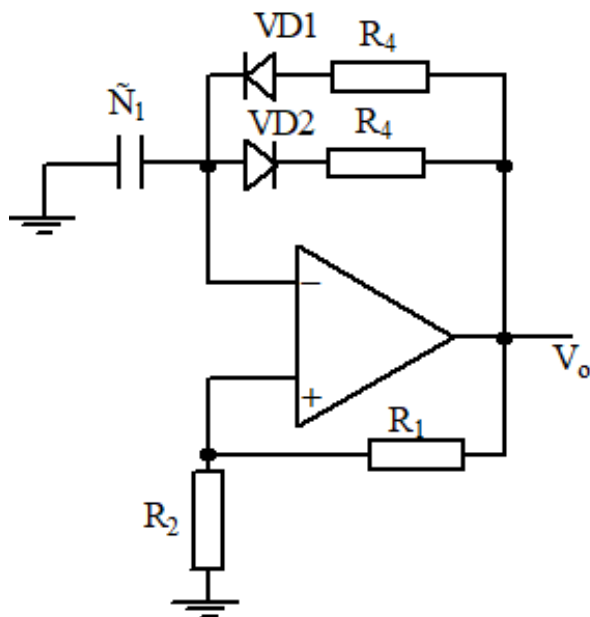 VD1
R₄
Ñ₁
VD2
R₄
−
+
Vₒ
R₁
R₂